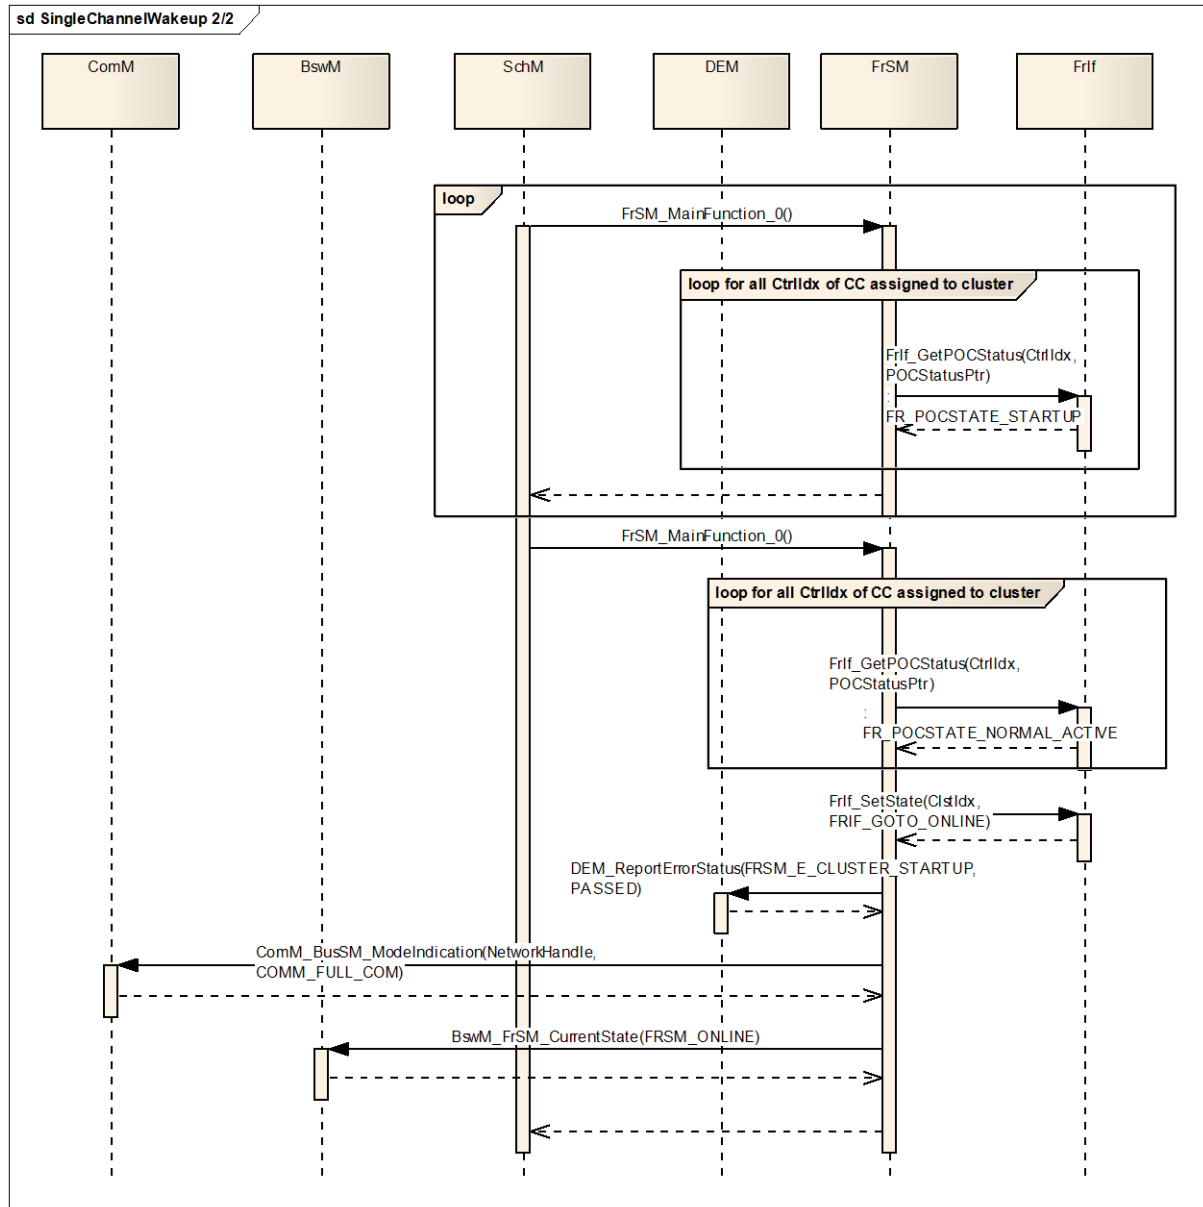 sd SingleChannelWakeup 2/2
ComM
BswM
SchM
DEM
FrSM
FrIf
loop
FrSM_MainFunction_0()
loop for all CtrlIdx of CC assigned to cluster
FrIf_GetPOCStatus(CtrlIdx,
POCStatusPtr)
:
FR_POCSTATE_STARTUP
FrSM_MainFunction_0()
loop for all CtrlIdx of CC assigned to cluster
FrIf_GetPOCStatus(CtrlIdx,
POCStatusPtr)
:
FR_POCSTATE_NORMAL_ACTIVE
FrIf_SetState(ClstIdx,
FRIF_GOTO_ONLINE)
DEM_ReportErrorStatus(FRSM_E_CLUSTER_STARTUP,
PASSED)
ComM_BusSM_ModeIndication(NetworkHandle,
COMM_FULL_COM)
BswM_FrSM_CurrentState(FRSM_ONLINE)